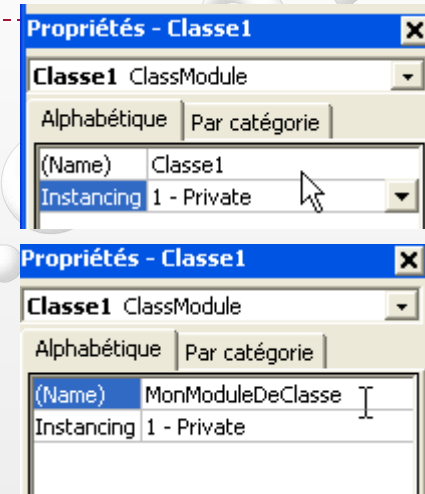 Propriétés - Classe1
Classe1 ClassModule
Alphabétique Par catégorie
(Name) Classe1
Instancing 1 - Private
Propriétés - Classe1
Classe1 ClassModule
Alphabétique Par catégorie
(Name) MonModuleDeClasse
Instancing 1 - Private